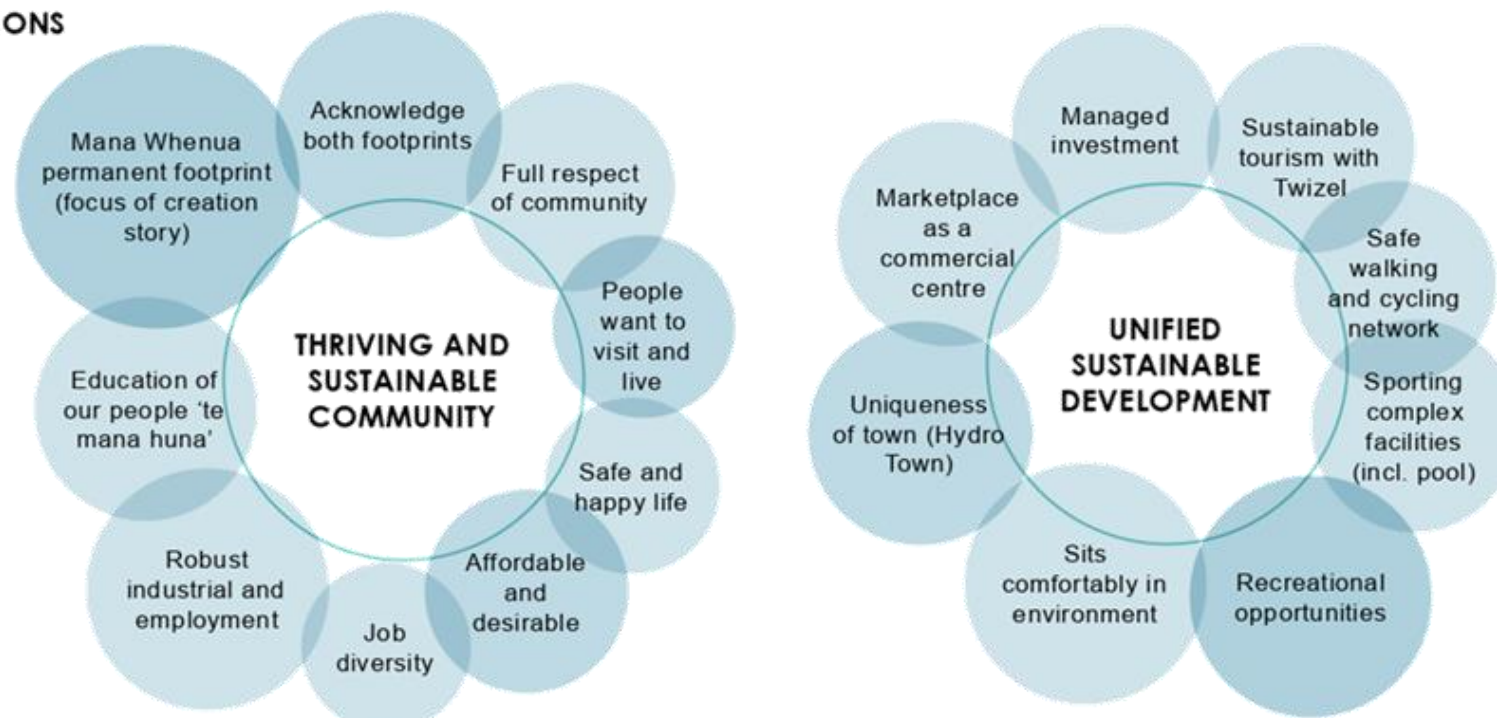 ONS
Mana Whenua
permanent footprint
(focus of creation
story)
Acknowledge
both footprints
Full respect
of community
People
want to
visit and
live
Safe and
happy life
Affordable
and
desirable
Job
diversity
Robust
industrial and
employment
Education of
our people ‘te
mana huna’
THRIVING AND
SUSTAINABLE
COMMUNITY
Managed
investment
Sustainable
tourism with
Twizel
Safe
walking
and cycling
network
Sporting
complex
facilities
(incl. pool)
Recreational
opportunities
Sits
comfortably in
environment
Uniqueness
of town (Hydro
Town)
Marketplace
as a
commercial
centre
UNIFIED
SUSTAINABLE
DEVELOPMENT